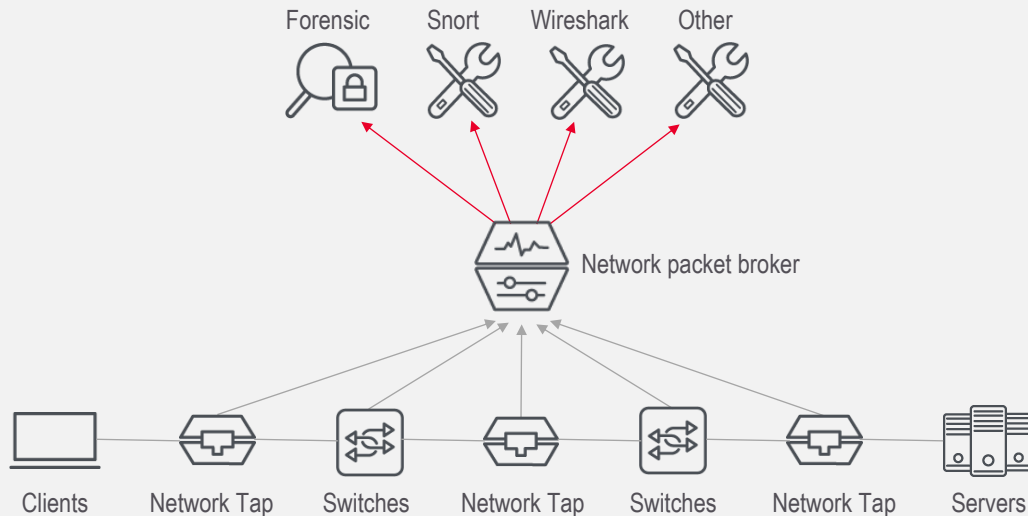 Forensic
Snort
Wireshark
Other
Network packet broker
Clients
Network Tap
Switches
Network Tap
Switches
Network Tap
Servers